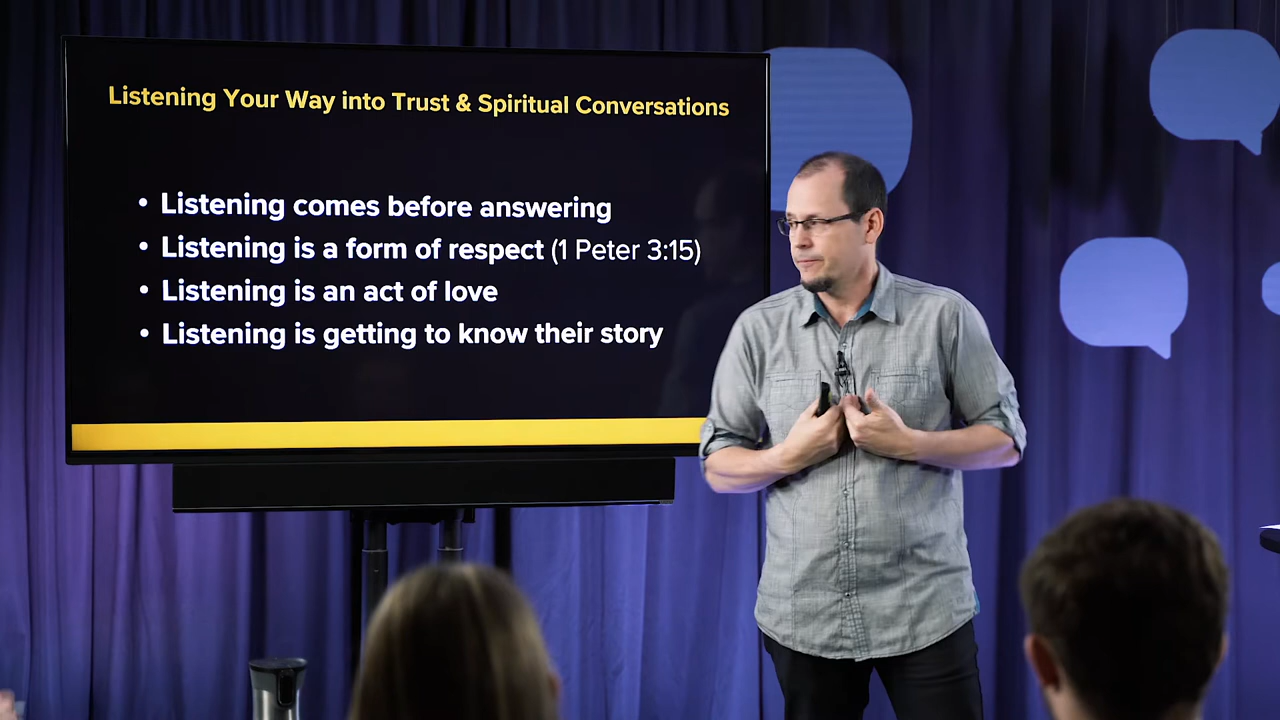 Listening Your Way into Trust & Spiritual Conversations
• Listening comes before answering
• Listening is a form of respect (1 Peter 3:15)
• Listening is an act of love
• Listening is getting to know their story